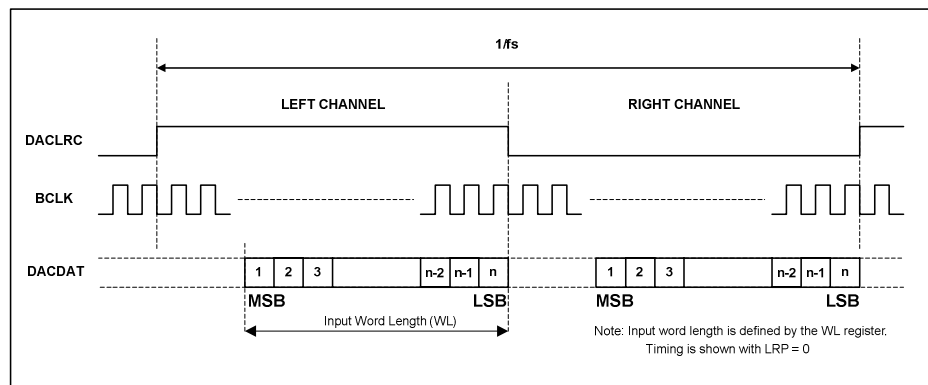 1/fs
LEFT CHANNEL RIGHT CHANNEL
DACLRC
BCLK
DACDAT 1 2 3 n-2 n-1 n 1 2 3 n-2 n-1 n
MSB LSB MSB LSB
Input Word Length (WL)
Note: Input word length is defined by the WL register.
Timing is shown with LRP = 0